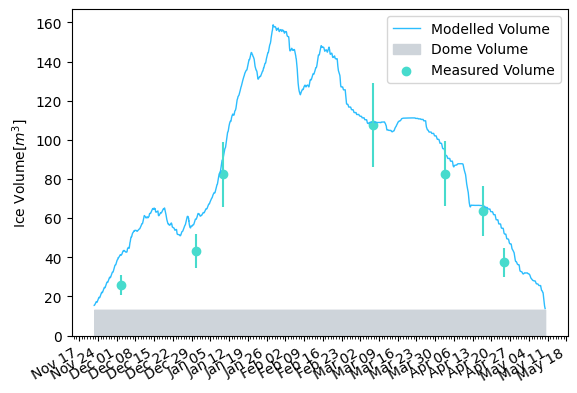 160
140
120
100
80
60
40
20
0
Ice Volume[m³]
Modelled Volume
Dome Volume
Measured Volume
Nov 17
Nov 24
Dec 01
Dec 08
Dec 15
Dec 22
Dec 29
Jan 05
Jan 12
Jan 19
Jan 26
Feb 02
Feb 09
Feb 16
Feb 23
Mar 02
Mar 09
Mar 16
Mar 23
Mar 30
Apr 06
Apr 13
Apr 20
Apr 27
May 04
May 11
May 18